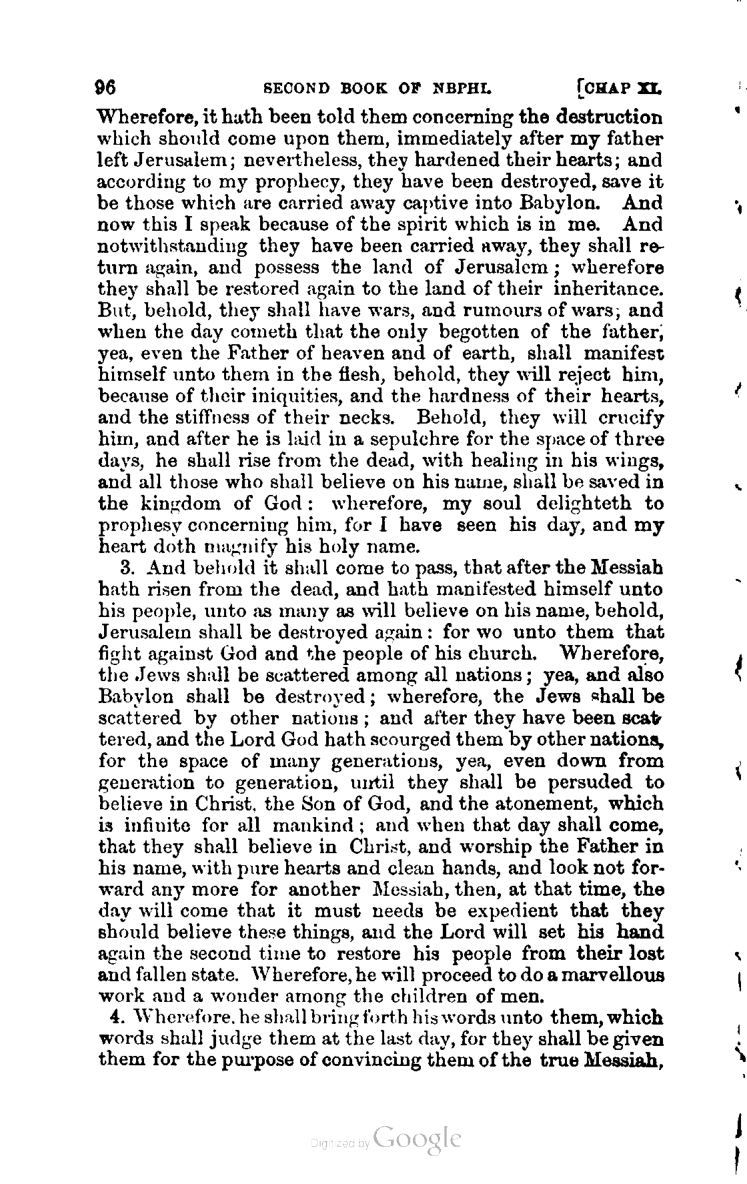 96 SECOND BOOK OF NBPHI. [CHAP XI.
Wherefore, it hath been told them concerning the destruction
which should come upon them, immediately after my father
left Jerusalem; nevertheless, they hardened their hearts; and
according to my prophecy, they have been destroyed, save it
be those which are carried away captive into Babylon. And
now this I speak because of the spirit which is in me. And
notwithstanding they have been carried away, they shall re-
turn again, and possess the land of Jerusalem; wherefore
they shall be restored again to the land of their inheritance.
But, behold, they shall have wars, and rumours of wars; and
when the day cometh that the only begotten of the father,
yea, even the Father of heaven and of earth, shall manifest
himself unto them in the flesh, behold, they will reject him,
because of their iniquities, and the hardness of their hearts,
and the stiffness of their necks. Behold, they will crucify
him, and after he is laid in a sepulchre for the space of three
days, he shall rise from the dead, with healing in his wings,
and all those who shall believe on his name, shall be saved in
the kingdom of God: wherefore, my soul delighteth to
prophesy concerning him, for I have seen his day, and my
heart doth magnify his holy name.
3. And behold it shall come to pass, that after the Messiah
hath risen from the dead, and hath manifested himself unto
his people, unto as many as will believe on his name, behold,
Jerusalem shall be destroyed again: for wo unto them that
fight against God and the people of his church. Wherefore,
the Jews shall be scattered among all nations; yea, and also
Babylon shall be destroyed; wherefore, the Jews shall be
scattered by other nations; and after they have been scat
tered, and the Lord God hath scourged them by other nations,
for the space of many generations, yea, even down from
generation to generation, until they shall be persuded to
believe in Christ, the Son of God, and the atonement, which
is infinite for all mankind; and when that day shall come,
that they shall believe in Christ, and worship the Father in
his name, with pure hearts and clean hands, and look not for-
ward any more for another Messiah, then, at that time, the
day will come that it must needs be expedient that they
should believe these things, and the Lord will set his hand
again the second time to restore his people from their lost
and fallen state. Wherefore, he will proceed to do a marvellous
work and a wonder among the children of men.
4. Wherefore, he shall bring forth his words unto them, which
words shall judge them at the last day, for they shall be given
them for the purpose of convincing them of the true Messiah,
Digitized by Google